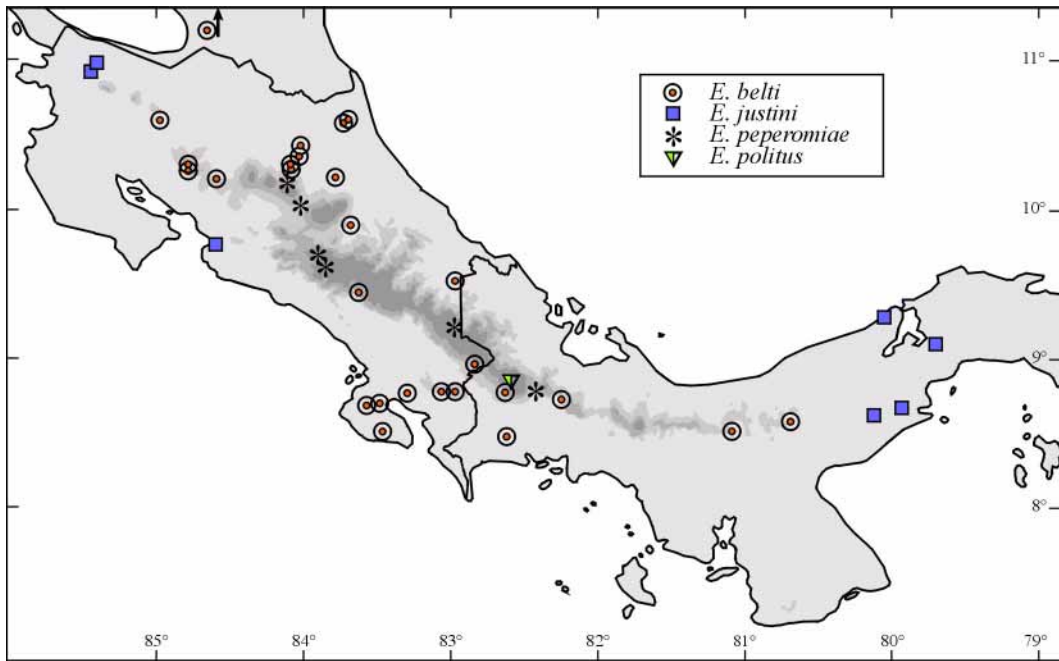 E. belti
E. justini
E. peperomiae
E. politus
11°
10°
9°
8°
85°
84°
83°
82°
81°
80°
79°